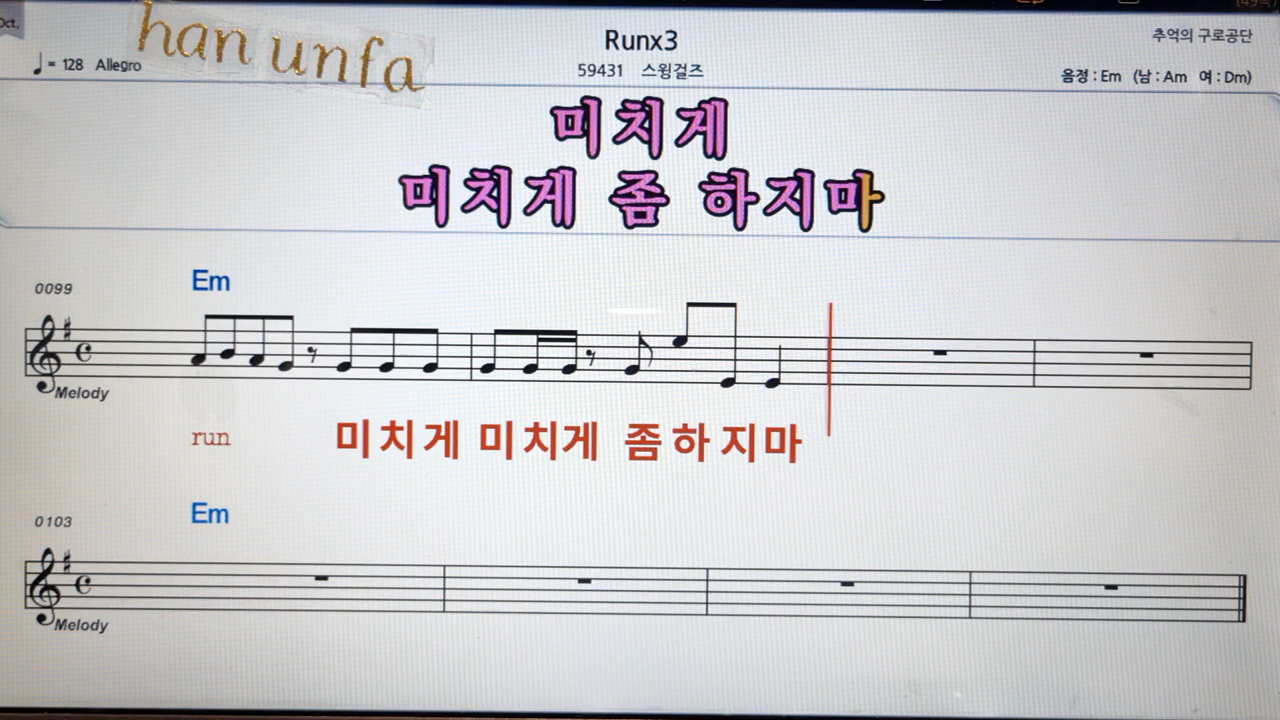 Oct.
han unfa
Runx3
추억의 구로공단
♩= 128 Allegro
59431 스윙걸즈
음정 : Em (남 : Am 여 : Dm)
미치게
미치게 좀 하지마
0099
Em
Melody
run 미치게 미치게 좀하지마
0103
Em
Melody